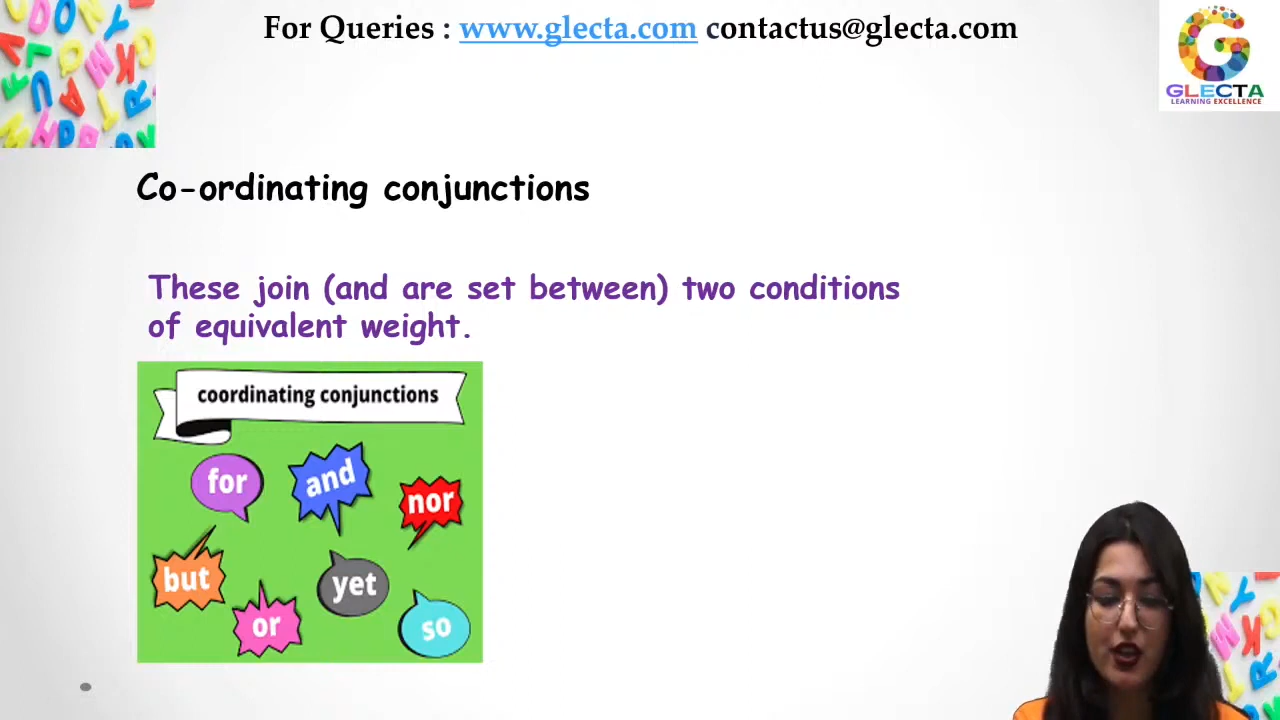 For Queries : www.glecta.com contactus@glecta.com
GLECTA
LEARNING EXCELLENCE
Co-ordinating conjunctions
These join (and are set between) two conditions
of equivalent weight.
coordinating conjunctions
for
and
nor
but
or
yet
so